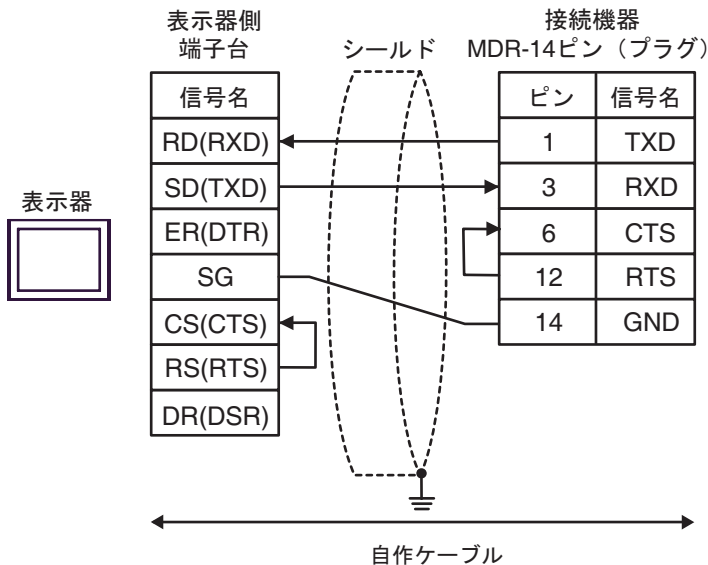 表示器側
端子台
シールド
接続機器
MDR-14ピン（プラグ）
信号名
ピン 信号名
RD(RXD)
1 TXD
SD(TXD)
3 RXD
表示器
ER(DTR)
6 CTS
SG
12 RTS
CS(CTS)
14 GND
RS(RTS)
DR(DSR)
自作ケーブル